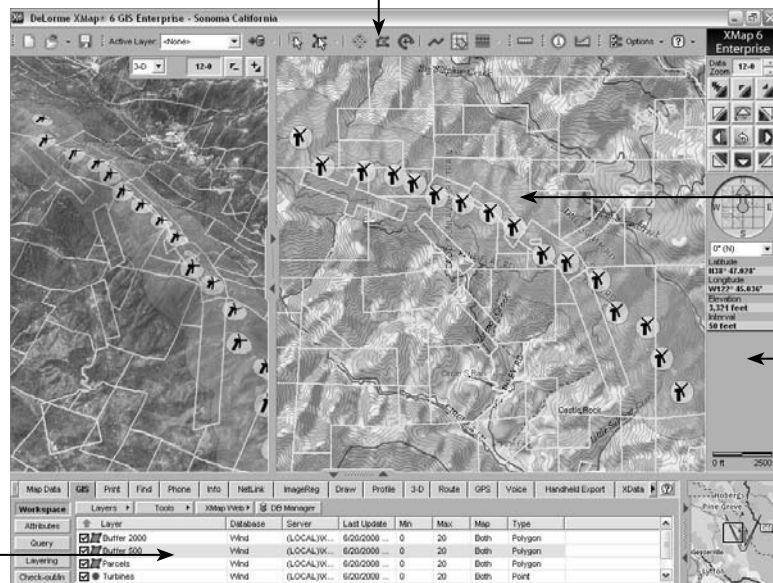 DeLorme XMap® 6 GIS Enterprise - Sonoma California
Active Layer: <None>
Options
XMap 6
Enterprise
3-D
12-0
Data
Zoom
12-0
W
E
S
0° (N)
Latitude
N38° 47.028'
Longitude
W122° 45.036'
Elevation
3,321 feet
Interval
50 feet
Castle Rock
0 ft
2500
Map Data
GIS
Print
Find
Phone
Info
NetLink
ImageReg
Draw
Profile
3-D
Route
GPS
Voice
Handheld Export
XData
Workspace
Layers
Tools
XMap Web
DB Manager
Attributes
Query
Layering
Check-out/in
Layer Database Server Last Update Min Max Map Type
Buffer 2000 Wind (LOCAL)\X... 6/20/2008 ... 0 20 Both Polygon
Buffer 500 Wind (LOCAL)\X... 6/20/2008 ... 0 20 Both Polygon
Parcels Wind (LOCAL)\X... 6/20/2008 ... 0 20 Both Polygon
Turbines Wind (LOCAL)\X... 6/20/2008 ... 0 20 Both Point
Hobergs
Pine Grove
Lytton